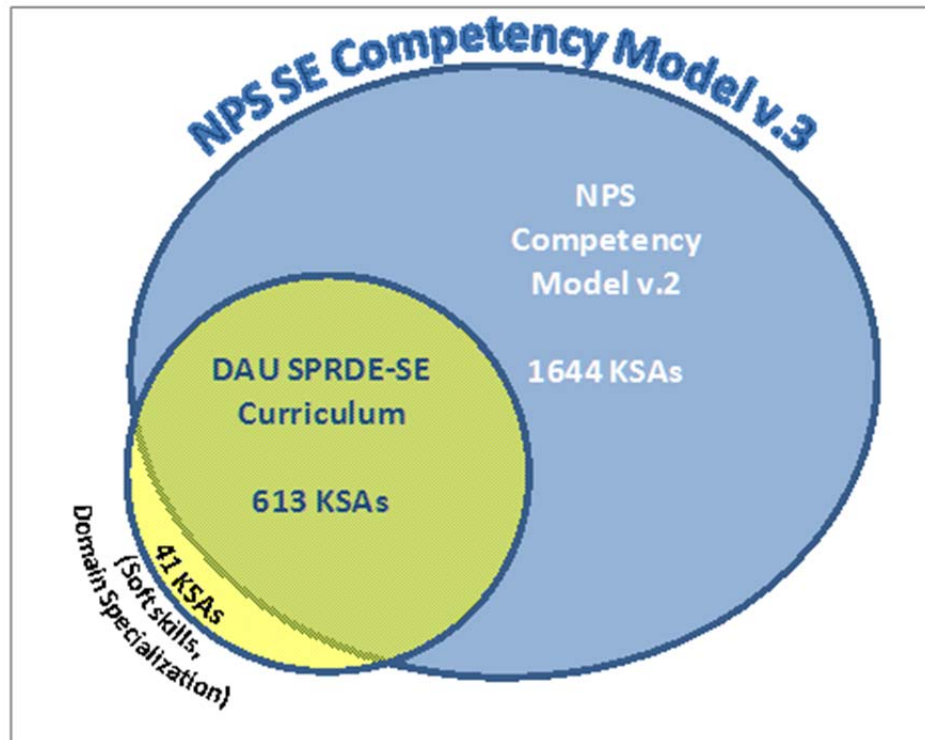 NPS SE Competency Model v.3
NPS
Competency
Model v.2
1644 KSAs
DAU SPRDE-SE
Curriculum
613 KSAs
41 KSAs
(Soft skills,
Domain Specialization)